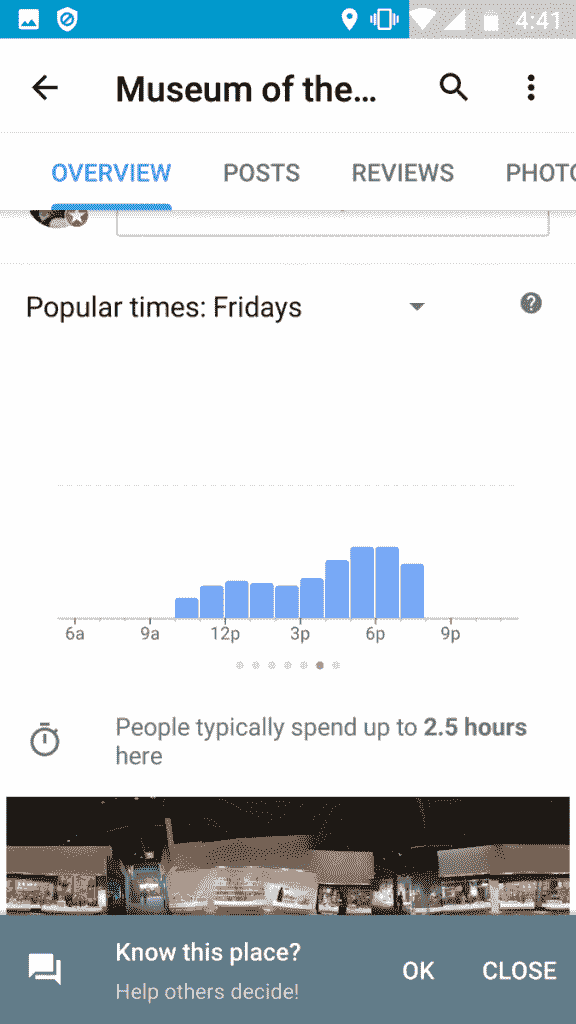 4:41
Museum of the...
OVERVIEW POSTS REVIEWS PHOTO
Popular times: Fridays
6a 9a 12p 3p 6p 9p
People typically spend up to 2.5 hours
here
Know this place?
Help others decide!
OK CLOSE